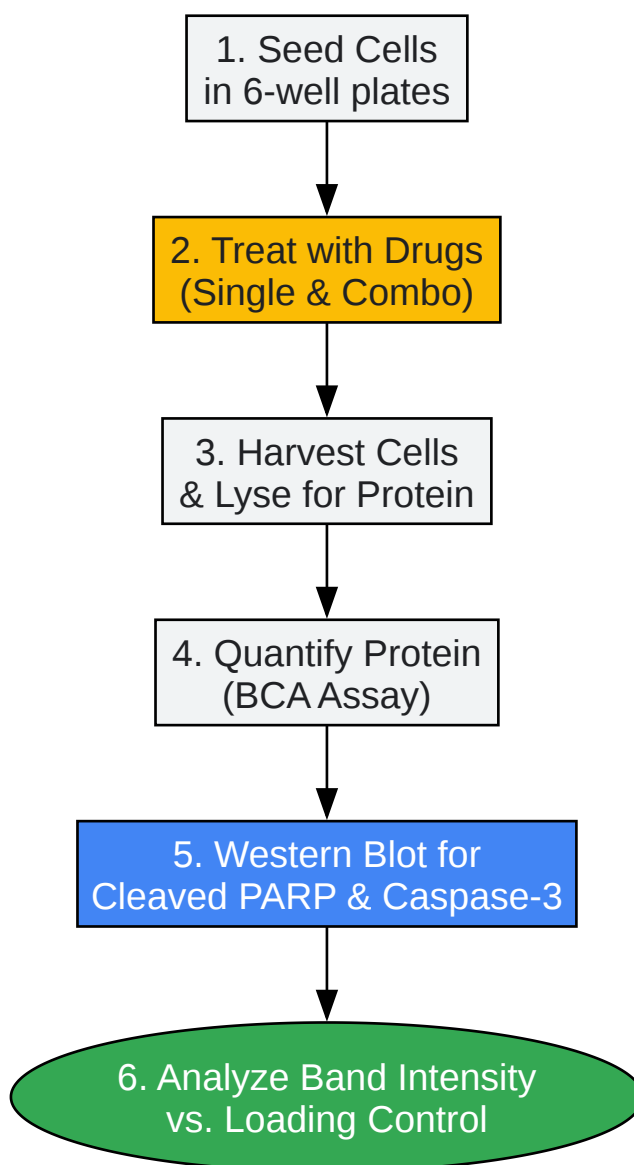 1. Seed Cells
in 6-well plates
2. Treat with Drugs
(Single & Combo)
3. Harvest Cells
& Lyse for Protein
4. Quantify Protein
(BCA Assay)
5. Western Blot for
Cleaved PARP & Caspase-3
6. Analyze Band Intensity
vs. Loading Control